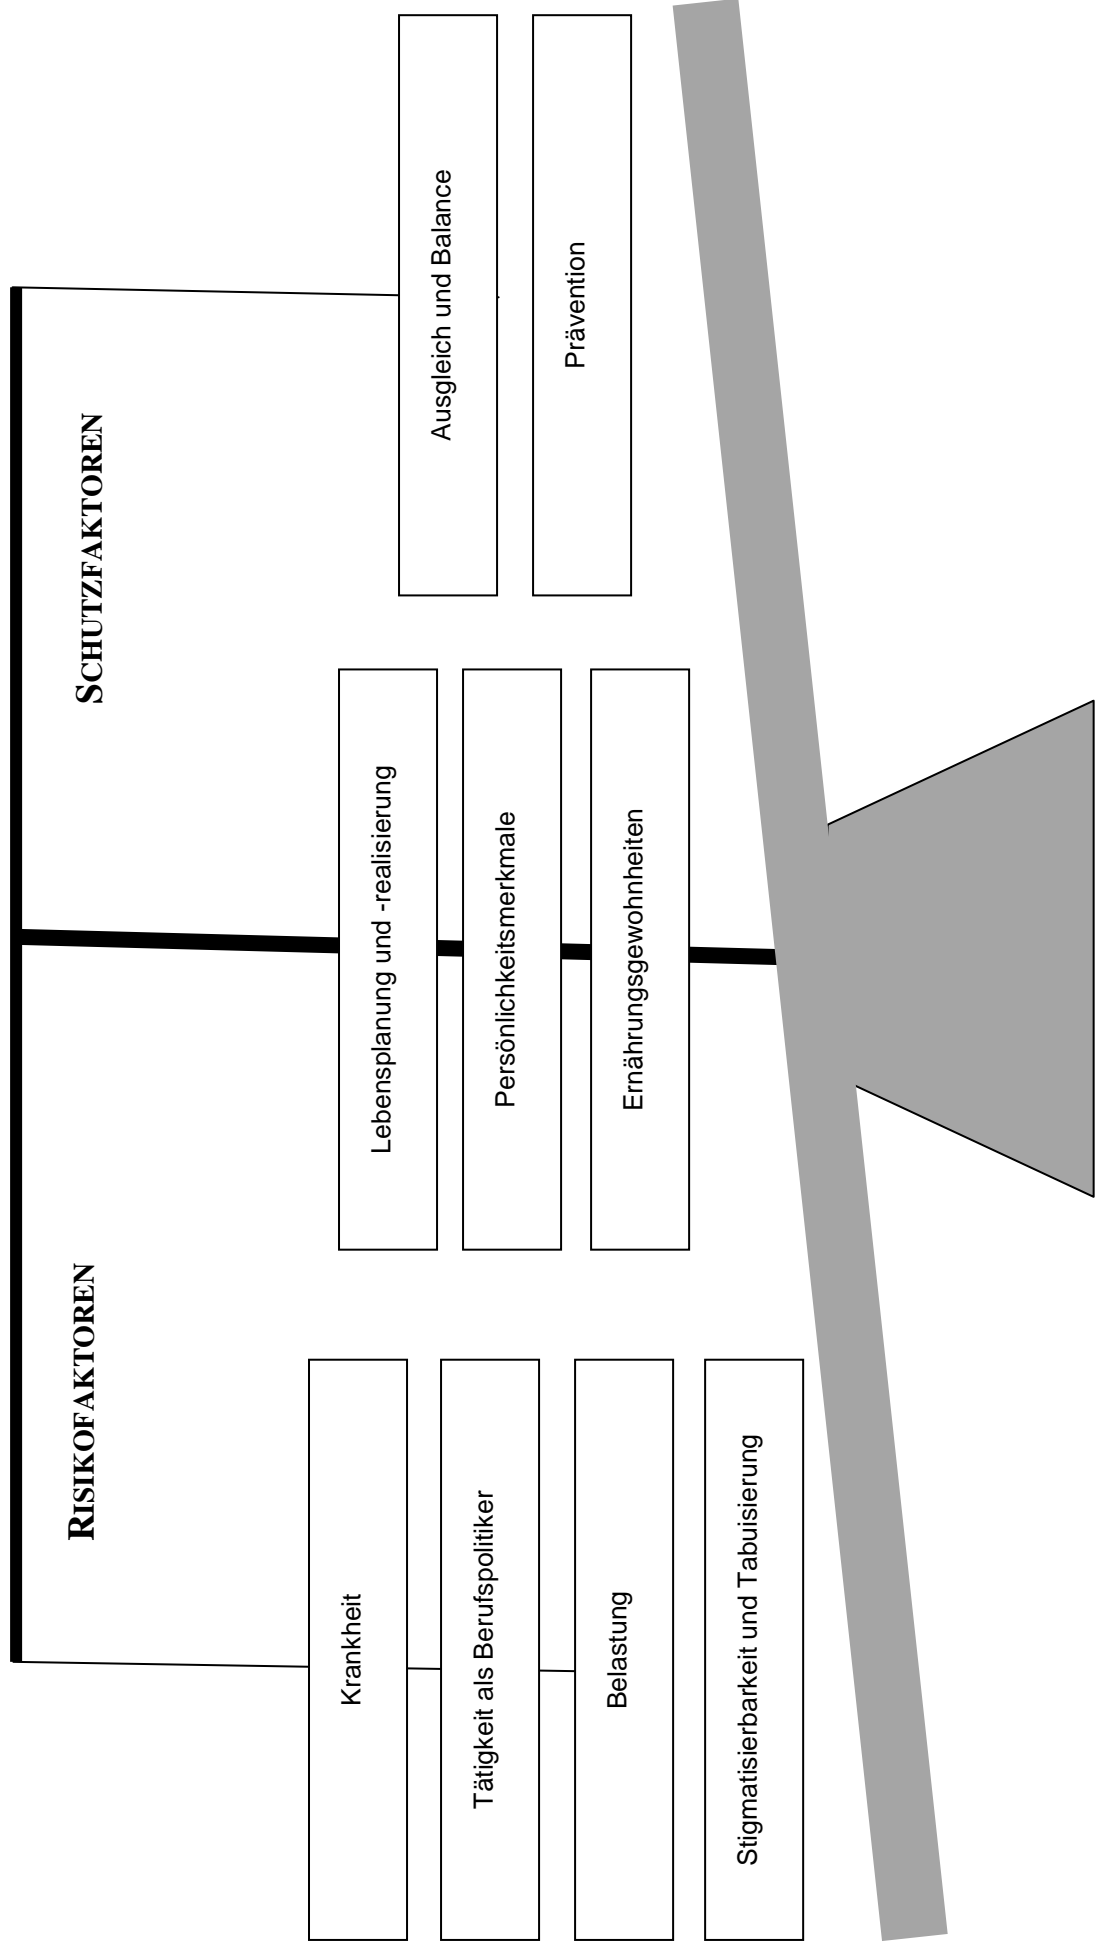 RISIKOFAKTOREN
SCHUTZFAKTOREN
Krankheit
Tätigkeit als Berufspolitiker
Belastung
Stigmatisierbarkeit und Tabuisierung
Lebensplanung und -realisierung
Persönlichkeitsmerkmale
Ernährungsgewohnheiten
Ausgleich und Balance
Prävention